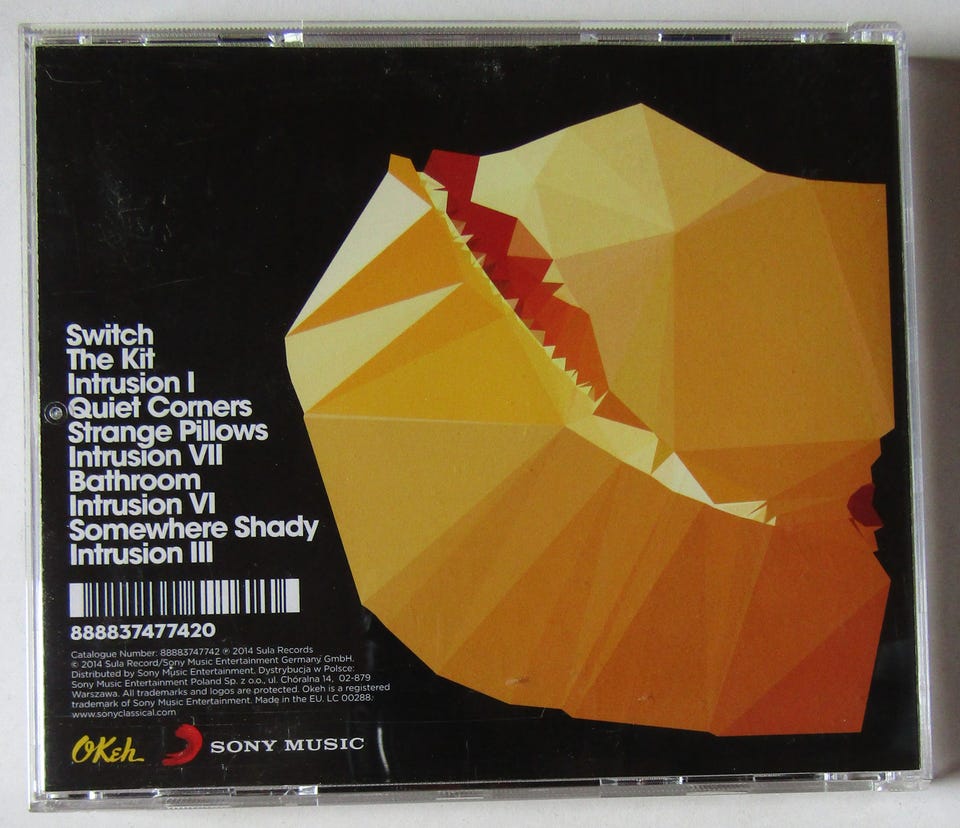 Switch
The Kit
Intrusion I
Quiet Corners
Strange Pillows
Intrusion VII
Bathroom
Intrusion VI
Somewhere Shady
Intrusion III
888837477420
Catalogue Number: 88883747742 ℗ 2014 Sula Records
© 2014 Sula Record/Sony Music Entertainment Germany GmbH.
Distributed by Sony Music Entertainment. Dystrybucja w Polsce:
Sony Music Entertainment Poland Sp. z o.o., ul. Chóralna 14, 02-879
Warszawa. All trademarks and logos are protected. Okeh is a registered
trademark of Sony Music Entertainment. Made in the EU. LC 00288.
www.sonyclassical.com
OKeh SONY MUSIC